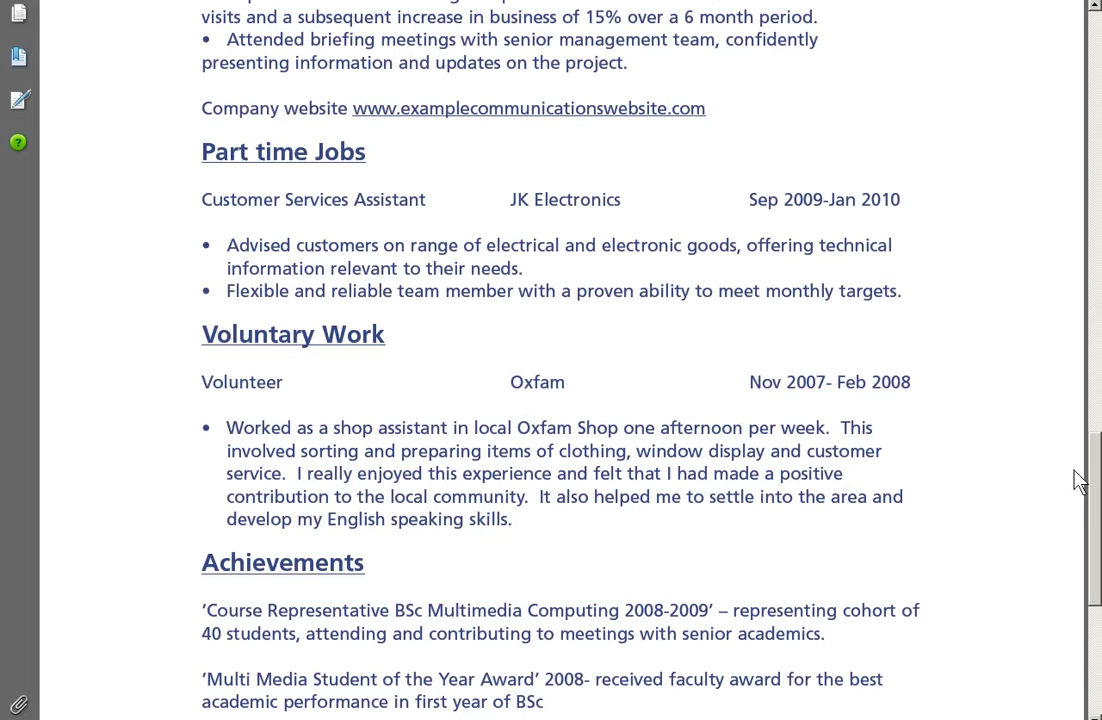 visits and a subsequent increase in business of 15% over a 6 month period.
• Attended briefing meetings with senior management team, confidently
presenting information and updates on the project.
Company website www.examplecommunicationswebsite.com
Part time Jobs
Customer Services Assistant JK Electronics Sep 2009-Jan 2010
• Advised customers on range of electrical and electronic goods, offering technical
information relevant to their needs.
• Flexible and reliable team member with a proven ability to meet monthly targets.
Voluntary Work
Volunteer Oxfam Nov 2007- Feb 2008
• Worked as a shop assistant in local Oxfam Shop one afternoon per week.  This
involved sorting and preparing items of clothing, window display and customer
service.  I really enjoyed this experience and felt that I had made a positive
contribution to the local community.  It also helped me to settle into the area and
develop my English speaking skills.
Achievements
‘Course Representative BSc Multimedia Computing 2008-2009’ – representing cohort of
40 students, attending and contributing to meetings with senior academics.
‘Multi Media Student of the Year Award’ 2008- received faculty award for the best
academic performance in first year of BSc